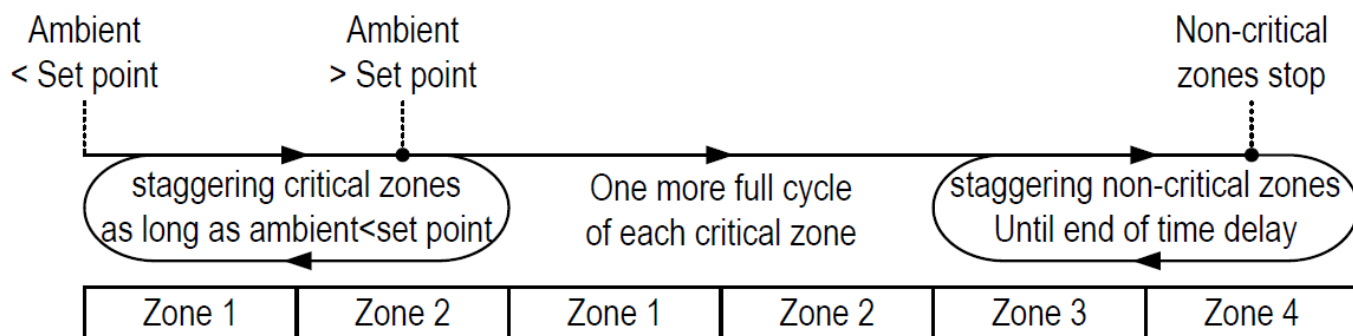 Ambient
< Set point
Ambient
> Set point
Non-critical
zones stop
staggering critical zones
as long as ambient<set point
One more full cycle
of each critical zone
staggering non-critical zones
Until end of time delay
Zone 1
Zone 2
Zone 1
Zone 2
Zone 3
Zone 4